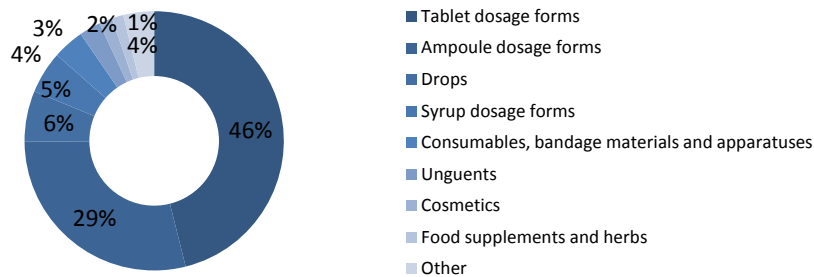 46%
29%
6%
5%
4%
3%
2%
1%
4%
Tablet dosage forms
Ampoule dosage forms
Drops
Syrup dosage forms
Consumables, bandage materials and apparatuses
Unguents
Cosmetics
Food supplements and herbs
Other